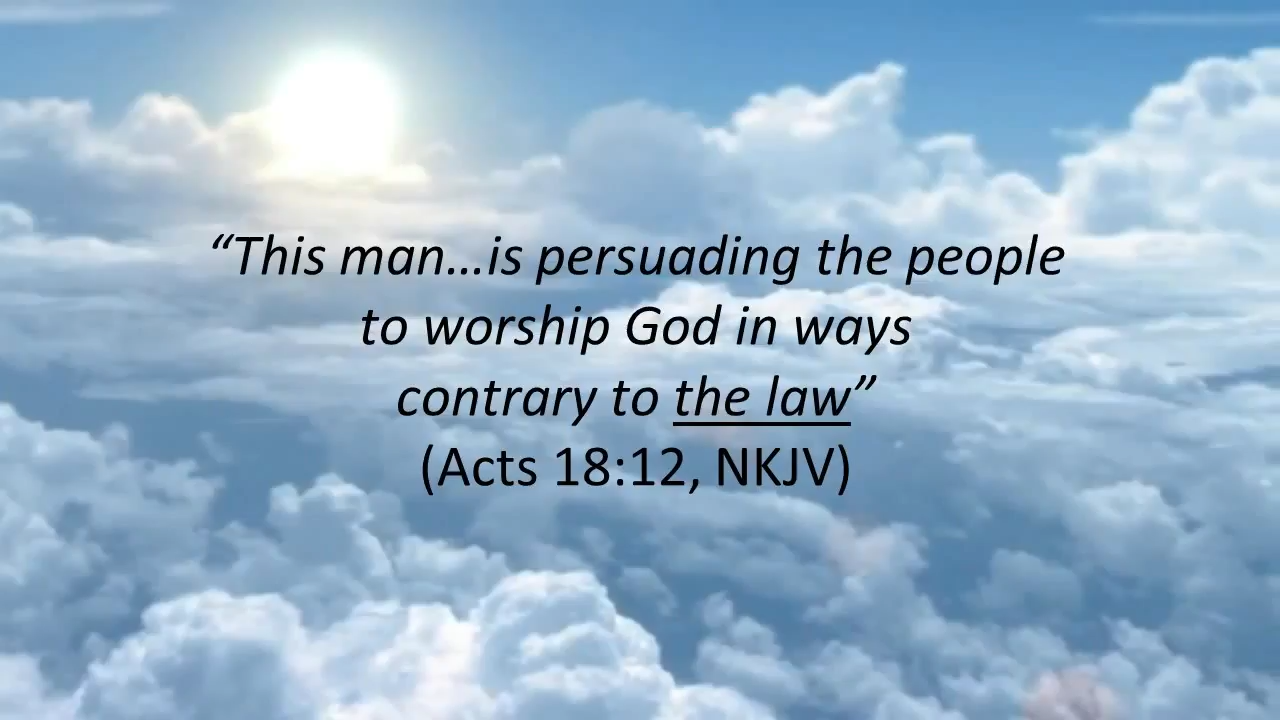 “This man…is persuading the people
to worship God in ways
contrary to the law”
(Acts 18:12, NKJV)